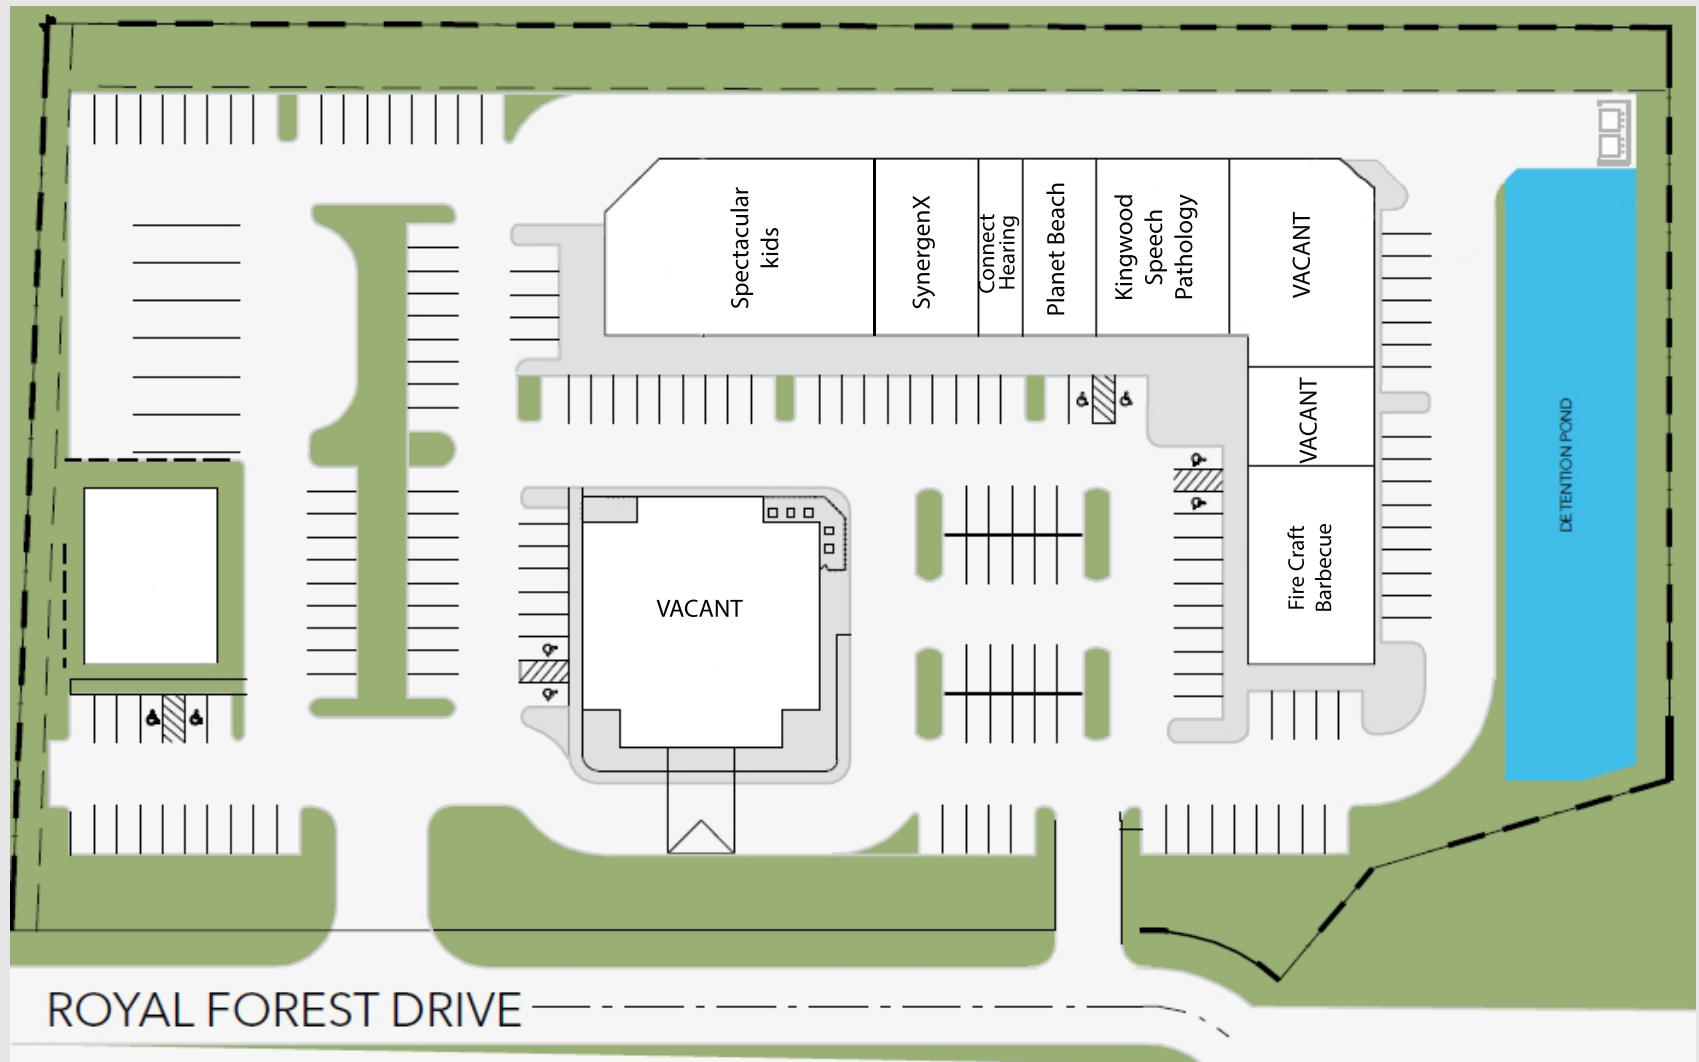 Spectacular
kids
SynergenX
Connect
Hearing
Planet Beach
Kingwood
Speech
Pathology
VACANT
VACANT
Fire Craft
Barbecue
DETENTION POND
VACANT
ROYAL FOREST DRIVE